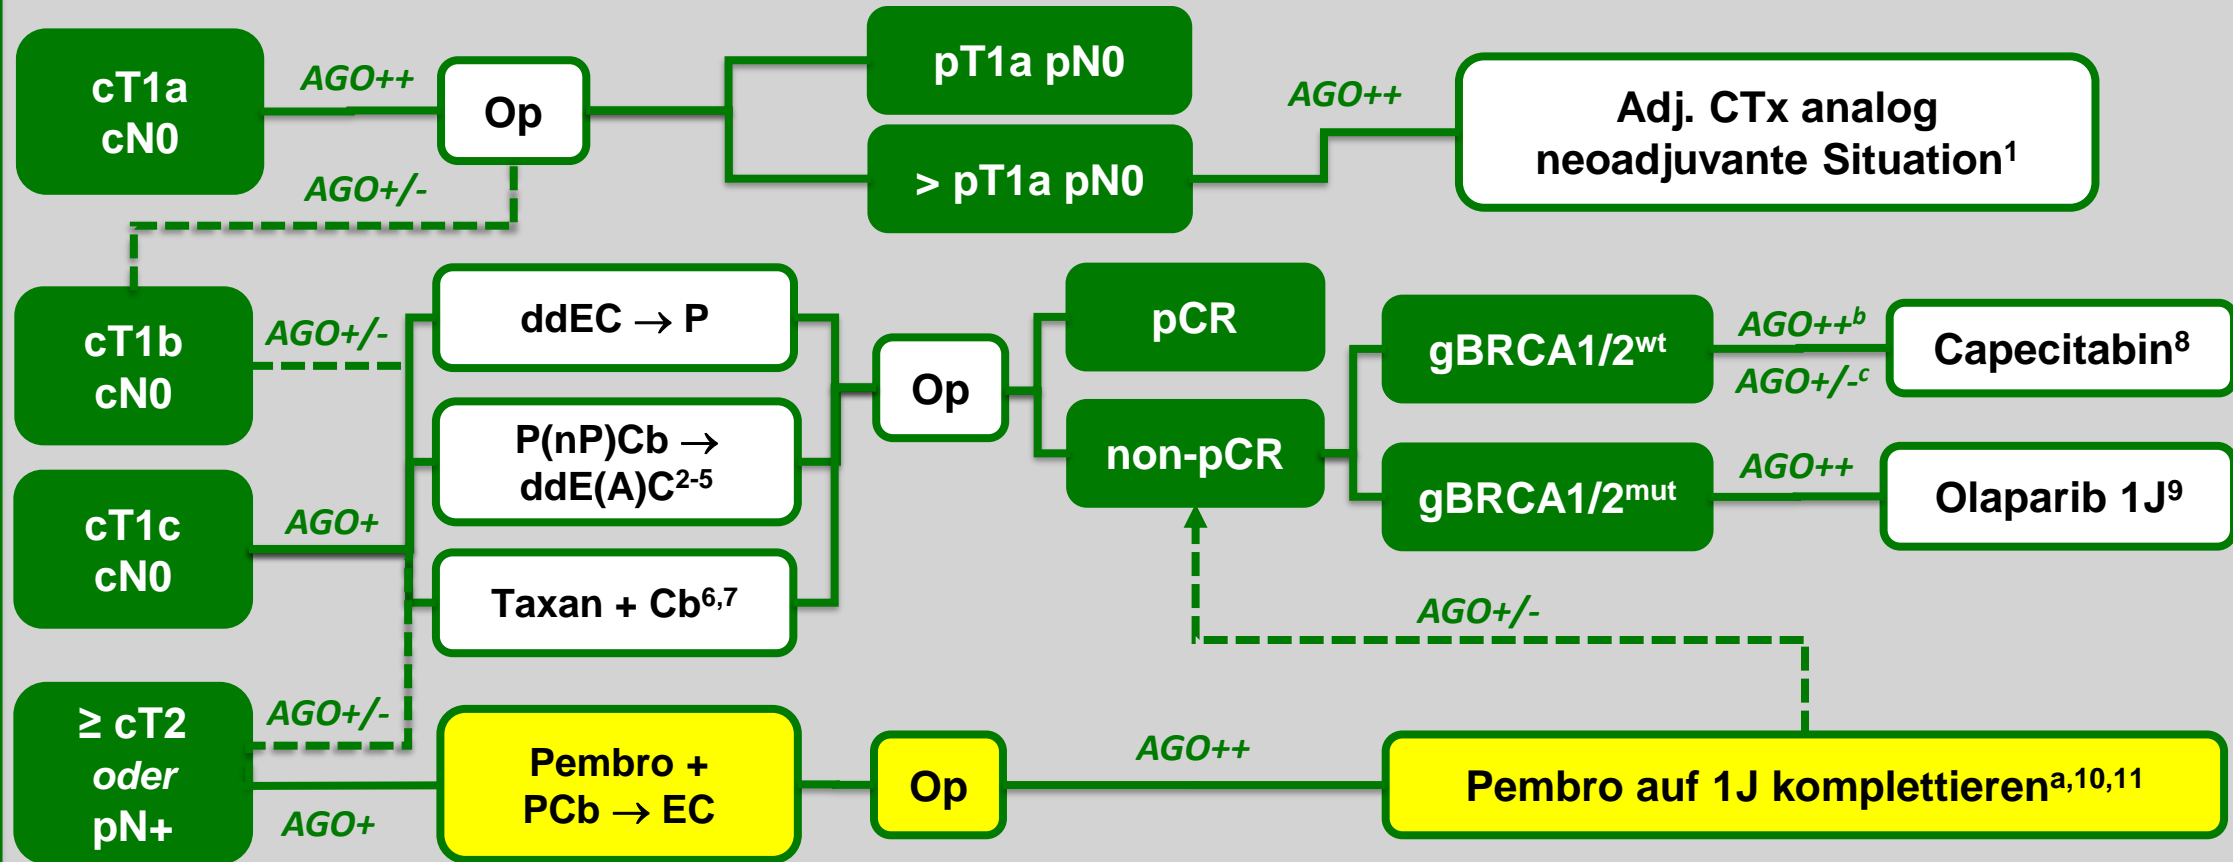 cT1a
cN0
AGO++
Op
pT1a pN0
> pT1a pN0
AGO++
Adj. CTx analog
neoadjuvante Situation¹
AGO+/-
cT1b
cN0
AGO+/-
cT1c
cN0
AGO+
ddEC → P
P(nP)Cb →
ddE(A)C²⁻⁵
Taxan + Cb⁶,⁷
Op
pCR
non-pCR
gBRCA1/2ʷᵗ
AGO++ᵇ
AGO+/-ᶜ
Capecitabin⁸
gBRCA1/2ᵐᵘᵗ
AGO++
Olaparib 1J⁹
AGO+/-
≥ cT2
oder
pN+
AGO+/-
AGO+
Pembro +
PCb → EC
Op
AGO++
Pembro auf 1J komplettierenᵃ,¹⁰,¹¹